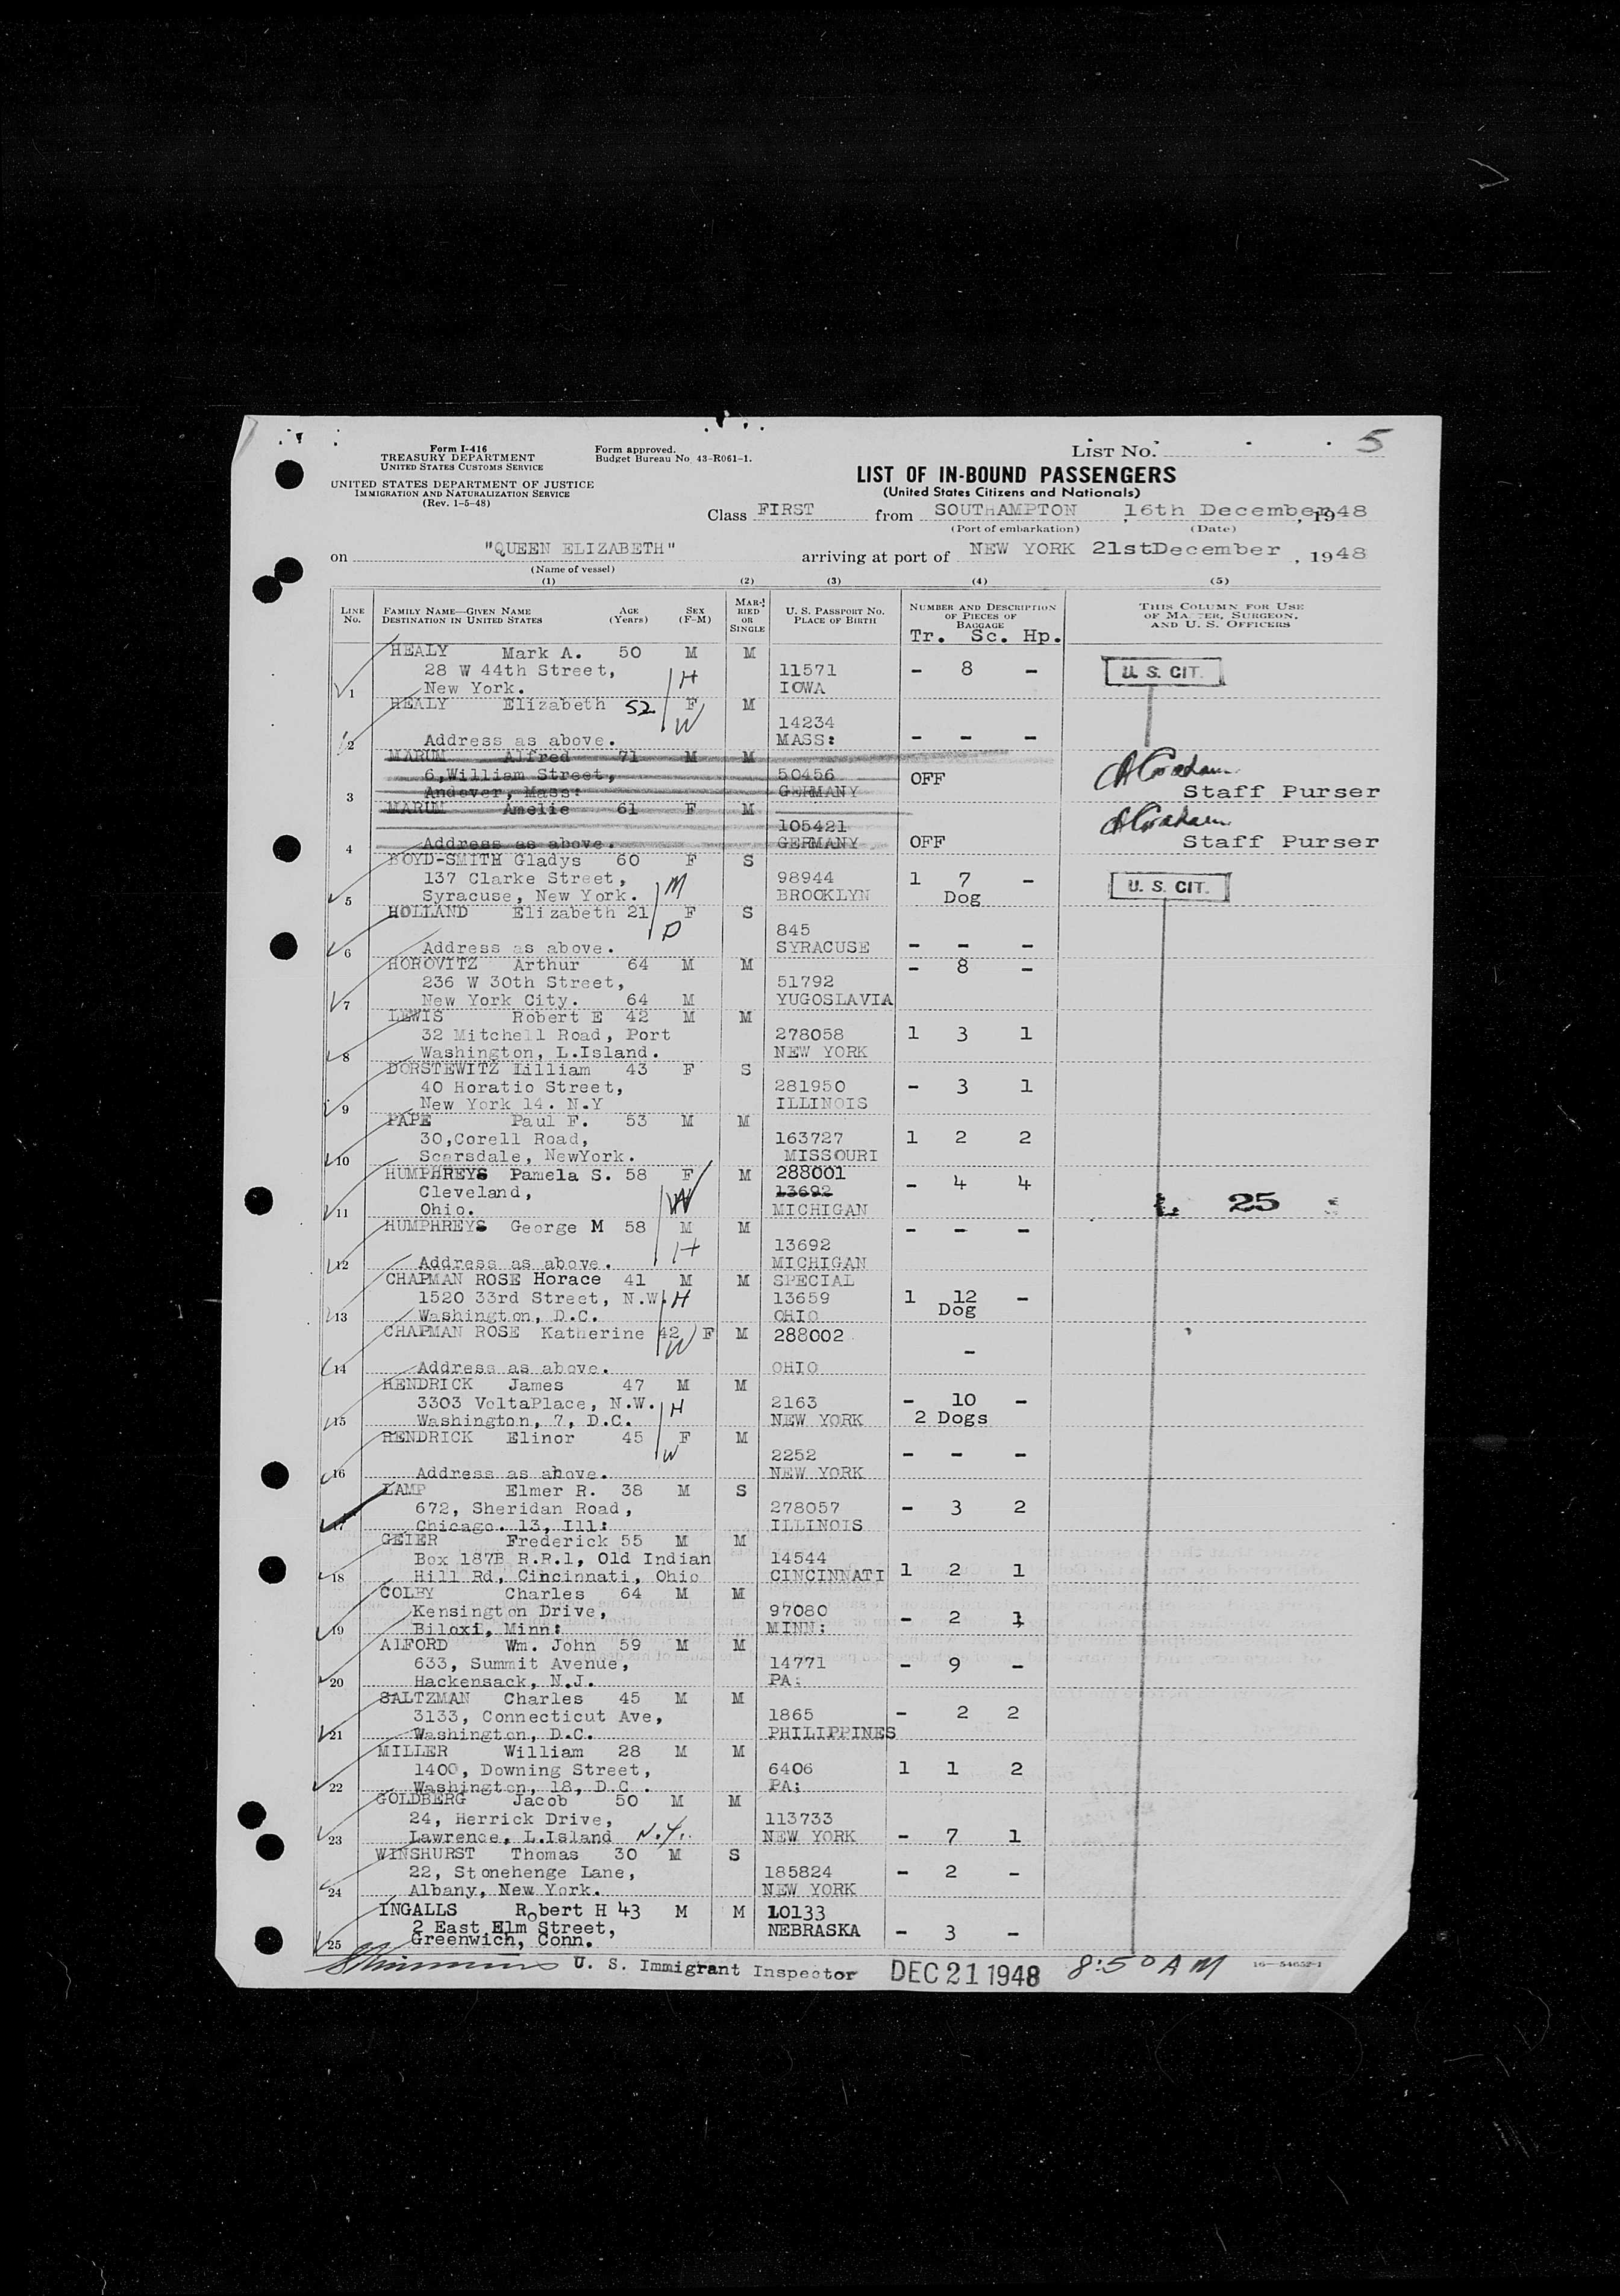 Form I-416
TREASURY DEPARTMENT
UNITED STATES CUSTOMS SERVICE
UNITED STATES DEPARTMENT OF JUSTICE
IMMIGRATION AND NATURALIZATION SERVICE
(Rev. 1-5-48)
Form approved.
Budget Bureau No. 43-R061-1.
LIST No. 5
LIST OF IN-BOUND PASSENGERS
(United States Citizens and Nationals)
Class FIRST from SOUTHAMPTON 16th December, 1948
(Port of embarkation) (Date)
on "QUEEN ELIZABETH" arriving at port of NEW YORK 21stDecember, 1948
(Name of vessel)
(1) (2) (3) (4) (5)
LINE No. FAMILY NAME—GIVEN NAME DESTINATION IN UNITED STATES AGE (Years) SEX (F-M) MARRIED OR SINGLE U. S. PASSPORT No. PLACE OF BIRTH NUMBER AND DESCRIPTION OF PIECES OF BAGGAGE THIS COLUMN FOR USE OF MASTER, SURGEON, AND U. S. OFFICERS
Tr. Sc. Hp.
HEALY Mark A. 50 M M
28 W 44th Street, H 11571 - 8 - U. S. CIT.
1 New York. IOWA
HEALY Elizabeth 52 F M
W 14234
2 Address as above. MASS: - - -
MARUM Alfred 71 M M
6,William Street, 50456 OFF
3 Andover, Mass: GERMANY Staff Purser
MARUM Amelie 61 F M
105421
4 Address as above. GERMANY OFF Staff Purser
BOYD-SMITH Gladys 60 F S
137 Clarke Street, M 98944 1 7 - U. S. CIT.
5 Syracuse, New York. BROOKLYN Dog
HOLLAND Elizabeth 21 F S
D 845
6 Address as above. SYRACUSE - - -
HOROVITZ Arthur 64 M M - 8 -
236 W 30th Street, 51792
7 New York City. 64 M YUGOSLAVIA
LEWIS Robert E 42 M M
32 Mitchell Road, Port 278058 1 3 1
8 Washington, L.Island. NEW YORK
DORSTEWITZ Lilliam 43 F S
40 Horatio Street, 281950 - 3 1
9 New York 14. N.Y ILLINOIS
PAPE Paul F. 53 M M
30,Corell Road, 163727 1 2 2
10 Scarsdale, NewYork. MISSOURI
HUMPHREYS Pamela S. 58 F M 288001
Cleveland, W 13692 - 4 4
11 Ohio. MICHIGAN 25
HUMPHREYS George M 58 M M - - -
H 13692
12 Address as above. MICHIGAN
CHAPMAN ROSE Horace 41 M M SPECIAL
1520 33rd Street, N.W. H 13659 1 12 -
13 Washington, D.C. OHIO Dog
CHAPMAN ROSE Katherine 42 F M 288002
W -
14 Address as above. OHIO
HENDRICK James 47 M M
3303 VoltaPlace, N.W. H 2163 - 10 -
15 Washington, 7, D.C. NEW YORK 2 Dogs
HENDRICK Elinor 45 F M
W 2252 - - -
16 Address as above. NEW YORK
LAMP Elmer R. 38 M S
672, Sheridan Road, 278057 - 3 2
17 Chicago. 13, Ill: ILLINOIS
GEIER Frederick 55 M M
Box 187B R.R.1, Old Indian 14544
18 Hill Rd, Cincinnati, Ohio CINCINNATI 1 2 1
COLBY Charles 64 M M
Kensington Drive, 97080 - 2 1
19 Biloxi, Minn: MINN:
ALFORD Wm. John 59 M M
633, Summit Avenue, 14771 - 9 -
20 Hackensack, N.J. PA:
SALTZMAN Charles 45 M M
3133, Connecticut Ave, 1865 - 2 2
21 Washington, D.C. PHILIPPINES
MILLER William 28 M M
1400, Downing Street, 6406 1 1 2
22 Washington, 18, D.C. PA;
GOLDBERG Jacob 50 M M
24, Herrick Drive, 113733
23 Lawrence, L.Island N.Y. NEW YORK - 7 1
WINSHURST Thomas 30 M S
22, Stonehenge Lane, 185824 - 2 -
24 Albany, New York. NEW YORK
INGALLS Robert H 43 M M 10133
2 East Elm Street, NEBRASKA - 3 -
25 Greenwich, Conn.
U. S. Immigrant Inspector DEC 21 1948 8:50 AM 16—54652-1